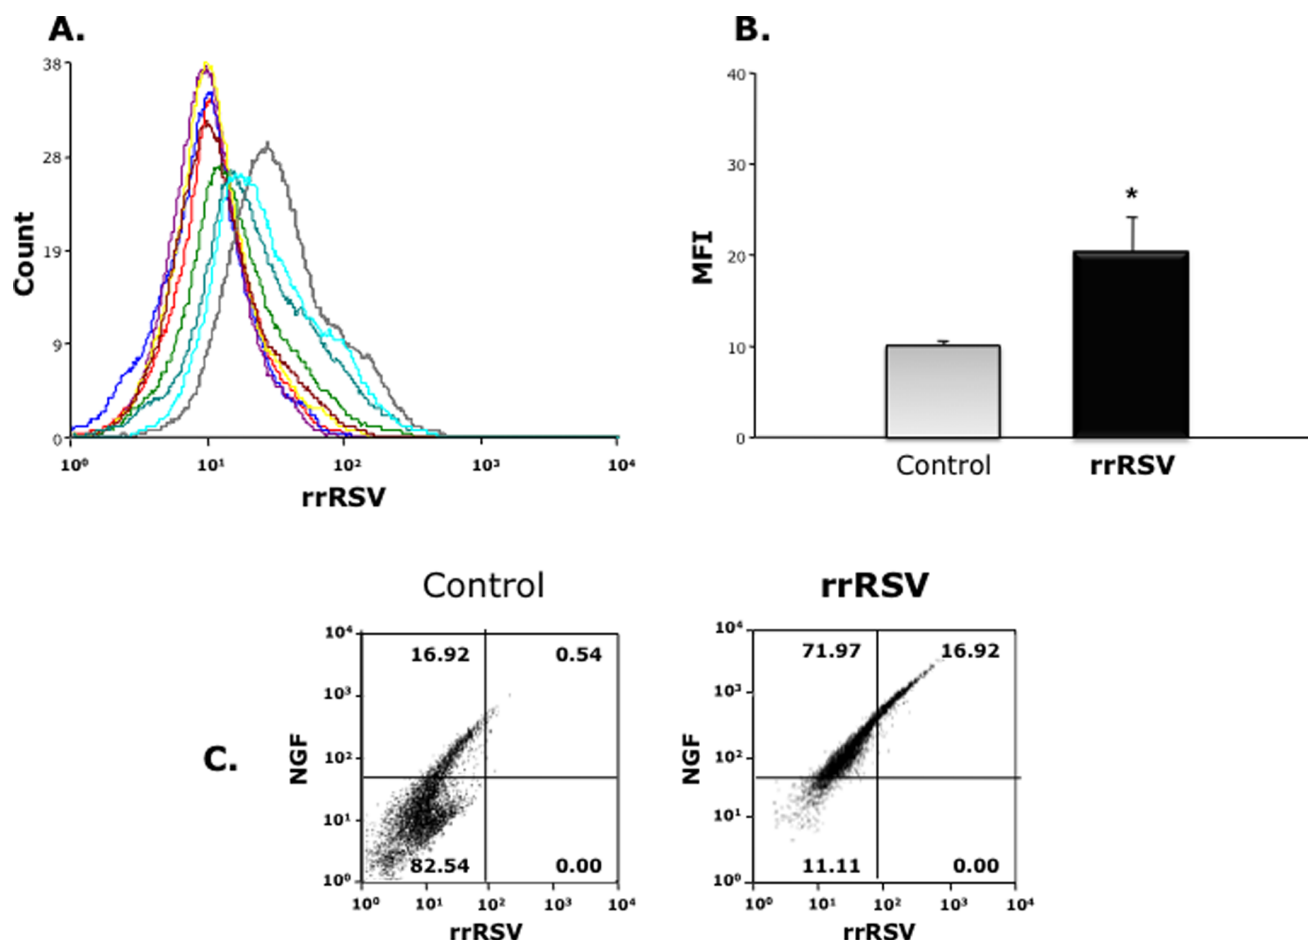 A.
38
28
19
9
0
Count
10⁰ 10¹ 10² 10³ 10⁴
rrRSV
B.
40
30
20
10
0
MFI
*
Control rrRSV
C.
Control
10⁴
10³
10²
10¹
10⁰
NGF
16.92 0.54
82.54 0.00
10⁰ 10¹ 10² 10³ 10⁴
rrRSV
rrRSV
10⁴
10³
10²
10¹
10⁰
NGF
71.97 16.92
11.11 0.00
10⁰ 10¹ 10² 10³ 10⁴
rrRSV